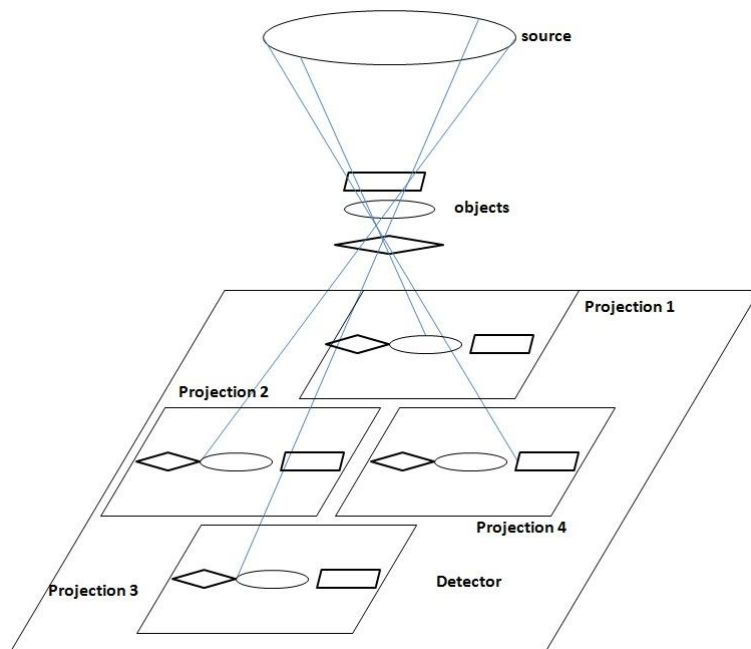 source
objects
Projection 1
Projection 2
Projection 4
Projection 3
Detector